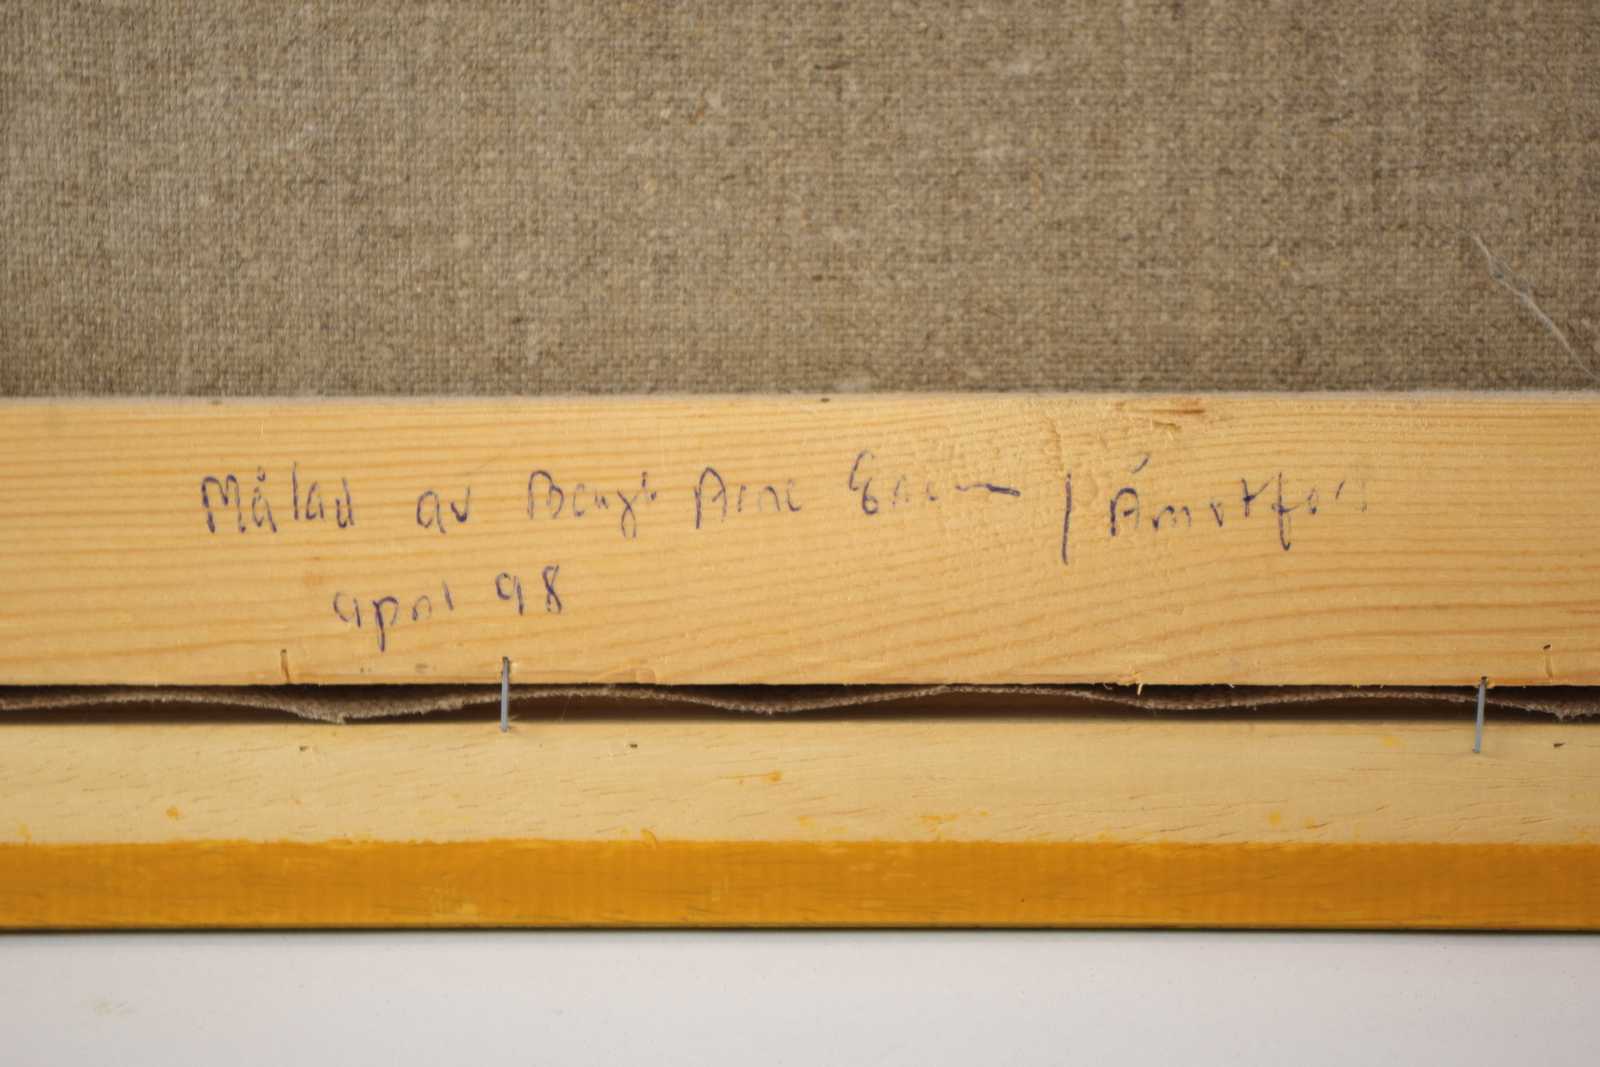 Målad av Bengt Arne / Åmotfors
april 98